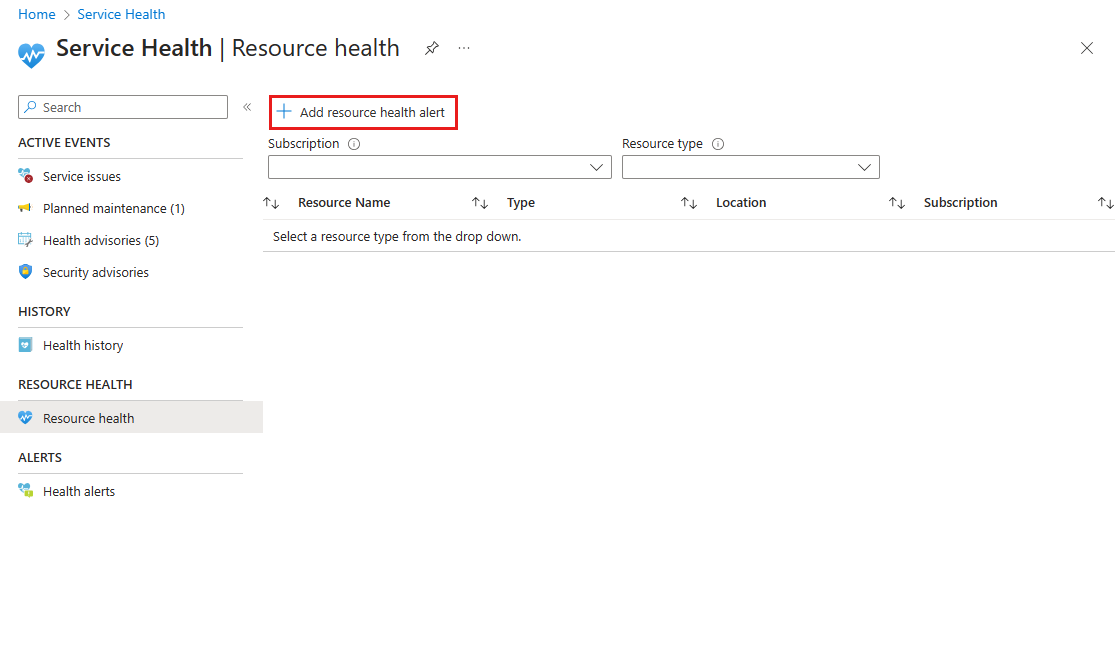 Home > Service Health
Service Health | Resource health
Search
Add resource health alert
ACTIVE EVENTS
Subscription
Resource type
Service issues
Resource Name
Type
Location
Subscription
Planned maintenance (1)
Select a resource type from the drop down.
Health advisories (5)
Security advisories
HISTORY
Health history
RESOURCE HEALTH
Resource health
ALERTS
Health alerts